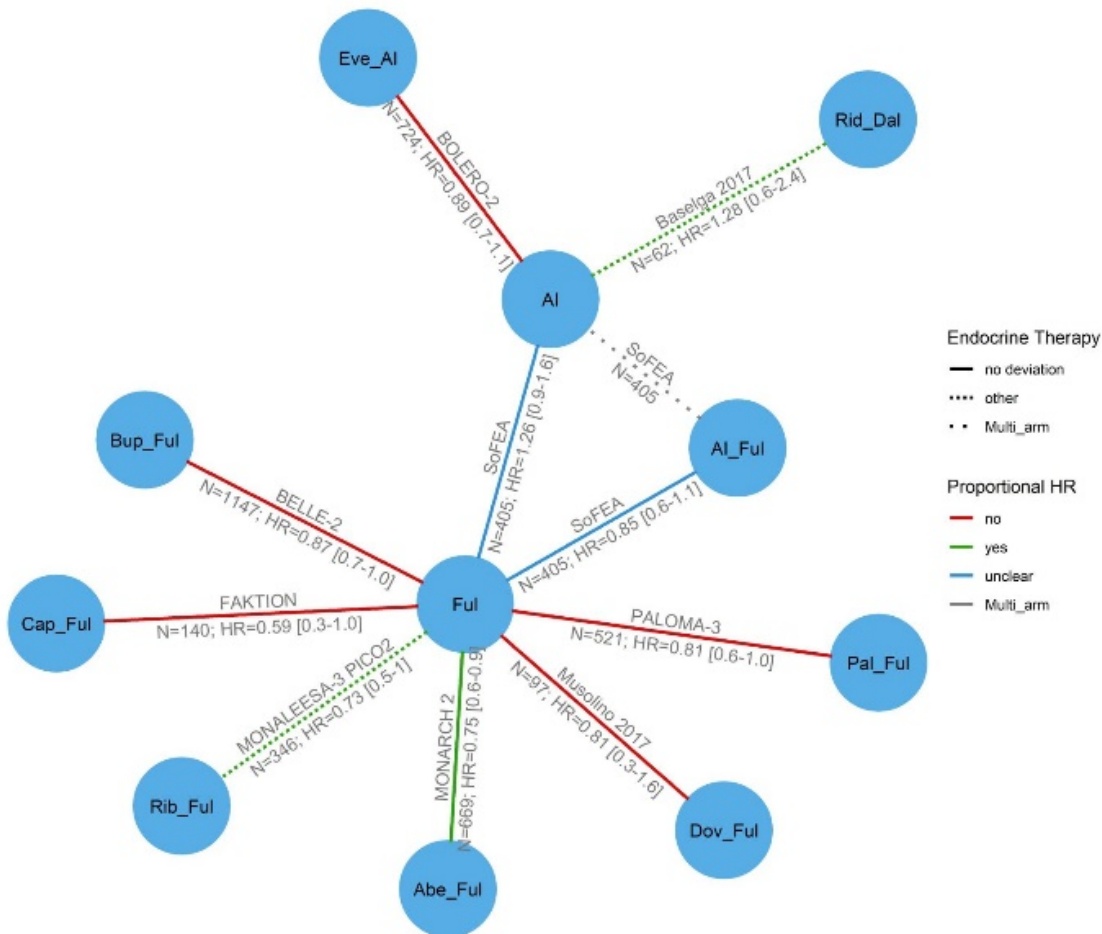 Eve_AI
Rid_Dal
BOLERO-2
N=724; HR=0.89 [0.7-1.1]
Baselga 2017
N=62; HR=1.28 [0.6-2.4]
AI
SoFEA
N=405
Endocrine Therapy
no deviation
other
Multi_arm
Bup_Ful
AI_Ful
SoFEA
N=405; HR=1.26 [0.9-1.6]
Proportional HR
no
yes
unclear
Multi_arm
BELLE-2
N=1147; HR=0.87 [0.7-1.0]
SoFEA
N=405; HR=0.85 [0.6-1.1]
Ful
Cap_Ful
FAKTION
N=140; HR=0.59 [0.3-1.0]
PALOMA-3
N=521; HR=0.81 [0.6-1.0]
Pal_Ful
MONALEESA-3 PICO2
N=346; HR=0.73 [0.5-1]
MONARCH 2
N=669; HR=0.75 [0.6-0.9]
Musolino 2017
N=97; HR=0.81 [0.3-1.6]
Rib_Ful
Abe_Ful
Dov_Ful